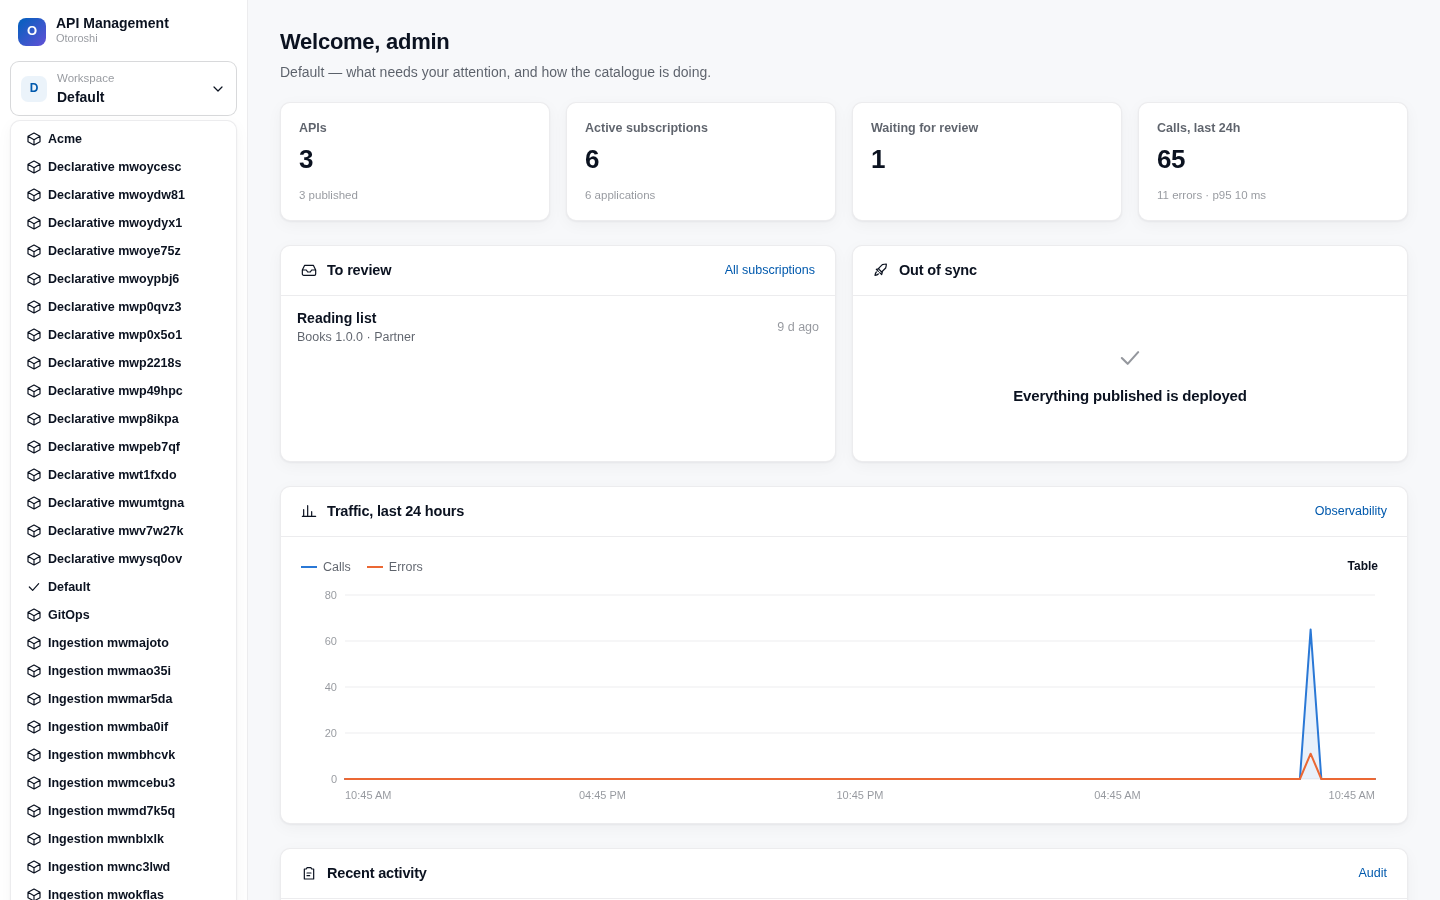 O
API Management
Otoroshi
D
Workspace
Default
Acme
Declarative mwoycesc
Declarative mwoydw81
Declarative mwoydyx1
Declarative mwoye75z
Declarative mwoypbj6
Declarative mwp0qvz3
Declarative mwp0x5o1
Declarative mwp2218s
Declarative mwp49hpc
Declarative mwp8ikpa
Declarative mwpeb7qf
Declarative mwt1fxdo
Declarative mwumtgna
Declarative mwv7w27k
Declarative mwysq0ov
Default
GitOps
Ingestion mwmajoto
Ingestion mwmao35i
Ingestion mwmar5da
Ingestion mwmba0if
Ingestion mwmbhcvk
Ingestion mwmcebu3
Ingestion mwmd7k5q
Ingestion mwnblxlk
Ingestion mwnc3lwd
Ingestion mwokflas
Welcome, admin
Default — what needs your attention, and how the catalogue is doing.
APIs
3
3 published
Active subscriptions
6
6 applications
Waiting for review
1
Calls, last 24h
65
11 errors · p95 10 ms
To review
All subscriptions
Reading list
Books 1.0.0 · Partner
9 d ago
Out of sync
Everything published is deployed
Traffic, last 24 hours
Observability
Calls
Errors
Table
80
60
40
20
0
10:45 AM
04:45 PM
10:45 PM
04:45 AM
10:45 AM
Recent activity
Audit